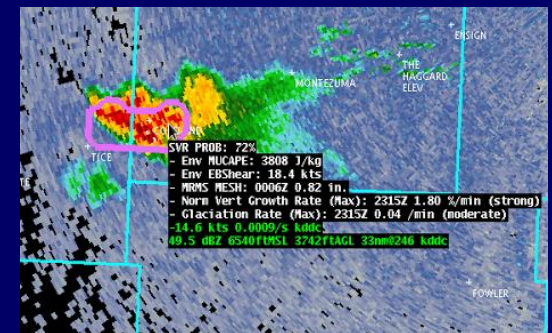 ENSIGN
THE
HAGGARD
ELEV
MONTEZUMA
TICE
SVR PROB: 72%
- Env MUCAPE: 3808 J/kg
- Env EBShear: 18.4 kts
- MRMS MESH: 0006Z 0.82 in.
- Norm Vert Growth Rate (Max): 2315Z 1.80 %/min (strong)
- Glaciation Rate (Max): 2315Z 0.04 /min (moderate)
-14.6 kts 0.0009/s kddc
49.5 dBZ 6540ftMSL 3742ftAGL 33nm@246 kddc
FOWLER